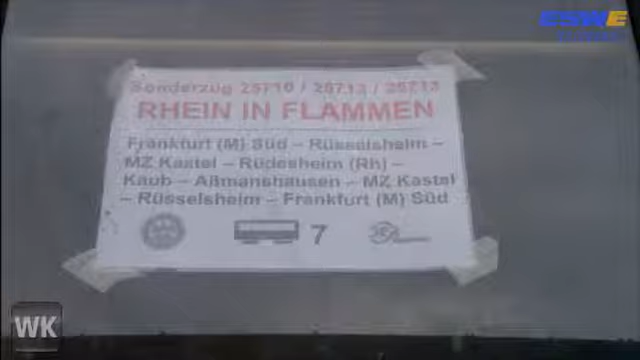 ESWE
Sonderzug 25710 / 25712 / 25713
RHEIN IN FLAMMEN
Frankfurt (M) Süd – Rüsselsheim –
MZ Kastel – Rüdesheim (Rh) –
Kaub – Aßmanshausen – MZ Kastel
– Rüsselsheim – Frankfurt (M) Süd
7
WK